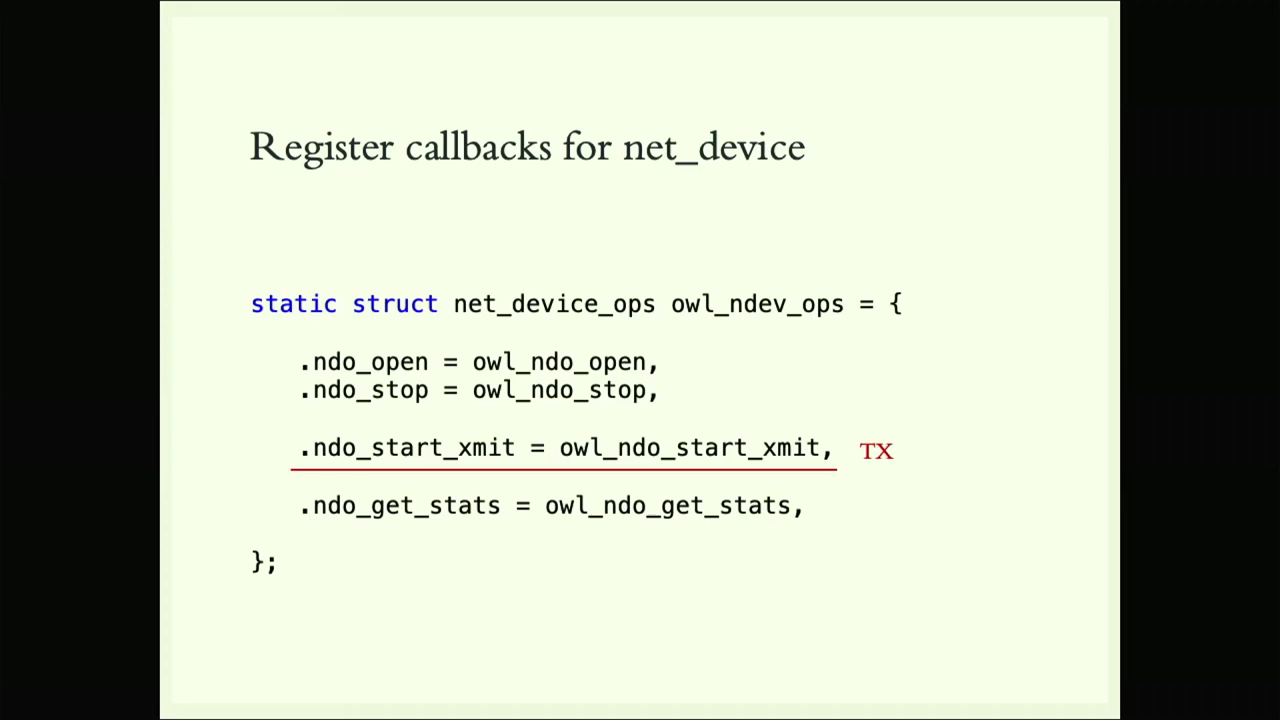 Register callbacks for net_device
static struct net_device_ops owl_ndev_ops = {
.ndo_open = owl_ndo_open,
.ndo_stop = owl_ndo_stop,
.ndo_start_xmit = owl_ndo_start_xmit, TX
.ndo_get_stats = owl_ndo_get_stats,
};